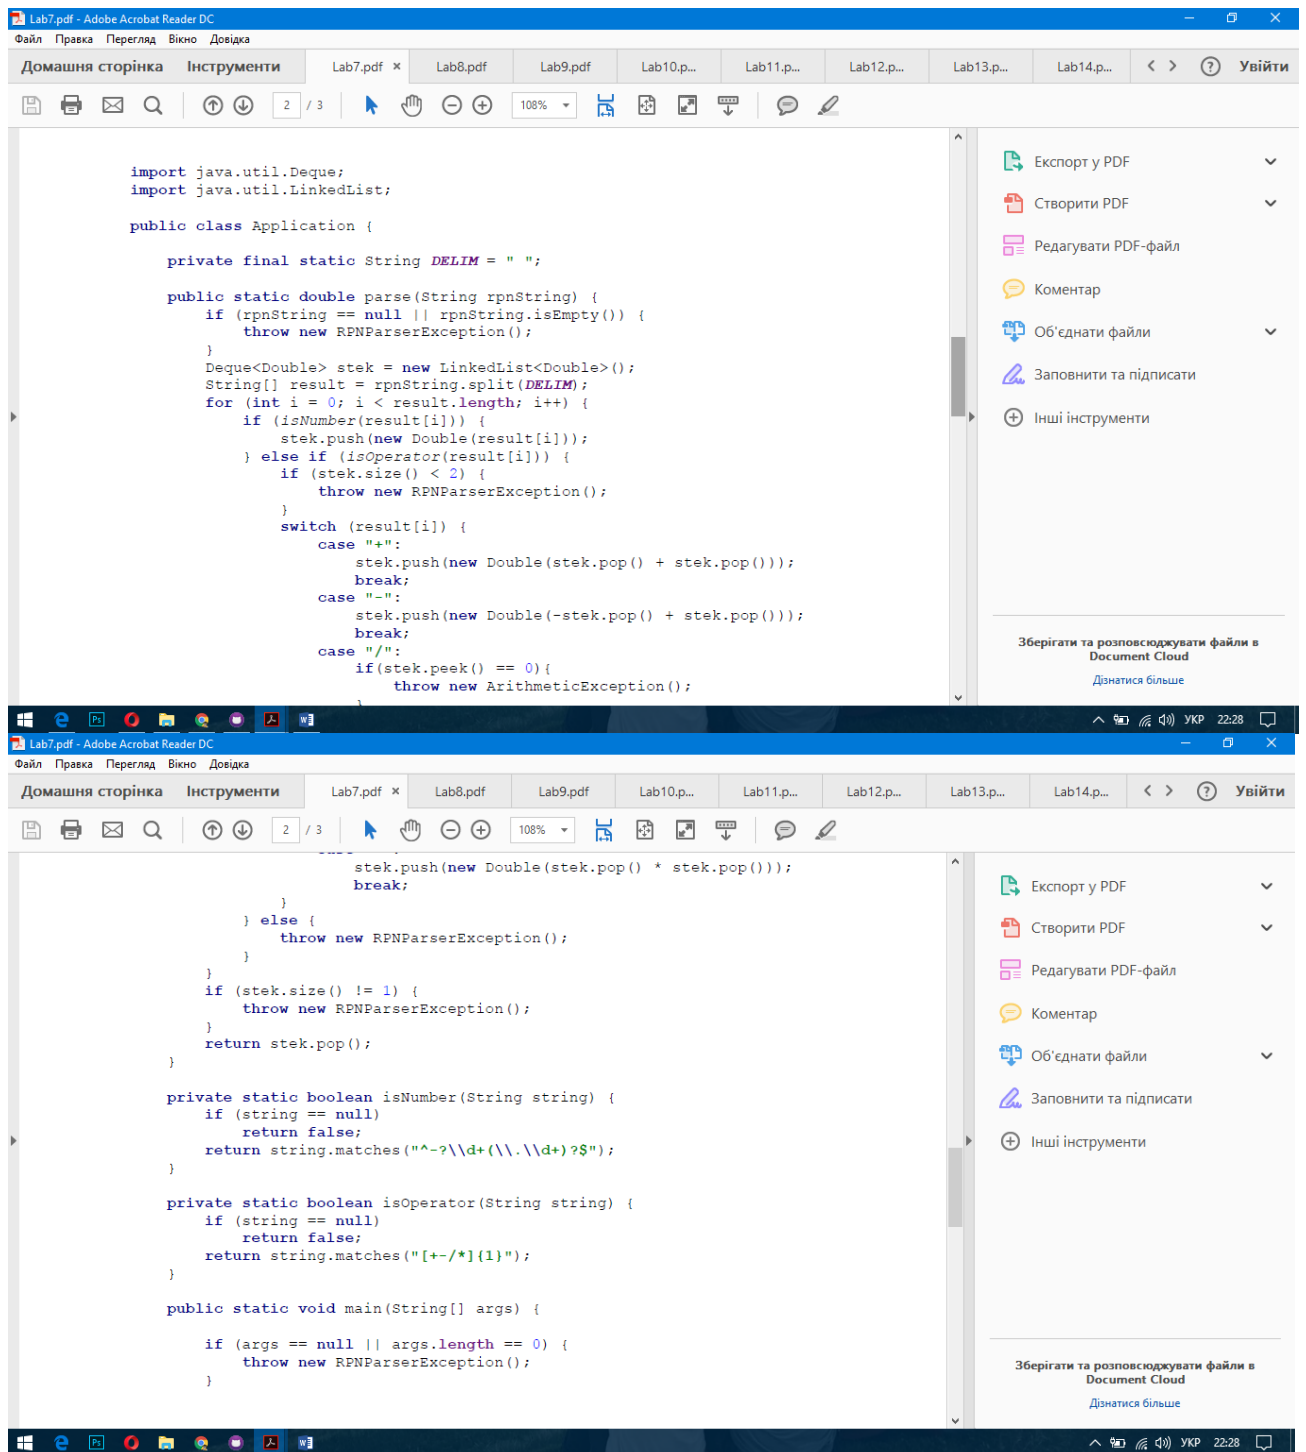 Lab7.pdf - Adobe Acrobat Reader DC
Файл Правка Перегляд Вікно Довідка
Домашня сторінка Інструменти Lab7.pdf × Lab8.pdf Lab9.pdf Lab10.p... Lab11.p... Lab12.p... Lab13.p... Lab14.p... Увійти
2 / 3 108%
import java.util.Deque;
import java.util.LinkedList;
public class Application {
private final static String DELIM = " ";
public static double parse(String rpnString) {
if (rpnString == null || rpnString.isEmpty()) {
throw new RPNParserException();
}
Deque<Double> stek = new LinkedList<Double>();
String[] result = rpnString.split(DELIM);
for (int i = 0; i < result.length; i++) {
if (isNumber(result[i])) {
stek.push(new Double(result[i]));
} else if (isOperator(result[i])) {
if (stek.size() < 2) {
throw new RPNParserException();
}
switch (result[i]) {
case "+":
stek.push(new Double(stek.pop() + stek.pop()));
break;
case "-":
stek.push(new Double(-stek.pop() + stek.pop()));
break;
case "/":
if(stek.peek() == 0){
throw new ArithmeticException();
Експорт у PDF
Створити PDF
Редагувати PDF-файл
Коментар
Об'єднати файли
Заповнити та підписати
Інші інструменти
Зберігати та розповсюджувати файли в
Document Cloud
Дізнатися більше
УКР 22:28
Lab7.pdf - Adobe Acrobat Reader DC
Файл Правка Перегляд Вікно Довідка
Домашня сторінка Інструменти Lab7.pdf × Lab8.pdf Lab9.pdf Lab10.p... Lab11.p... Lab12.p... Lab13.p... Lab14.p... Увійти
2 / 3 108%
stek.push(new Double(stek.pop() * stek.pop()));
break;
}
} else {
throw new RPNParserException();
}
}
if (stek.size() != 1) {
throw new RPNParserException();
}
return stek.pop();
}
private static boolean isNumber(String string) {
if (string == null)
return false;
return string.matches("^-?\\d+(\\.\\d+)?$");
}
private static boolean isOperator(String string) {
if (string == null)
return false;
return string.matches("[+-/*]{1}");
}
public static void main(String[] args) {
if (args == null || args.length == 0) {
throw new RPNParserException();
}
Експорт у PDF
Створити PDF
Редагувати PDF-файл
Коментар
Об'єднати файли
Заповнити та підписати
Інші інструменти
Зберігати та розповсюджувати файли в
Document Cloud
Дізнатися більше
УКР 22:28